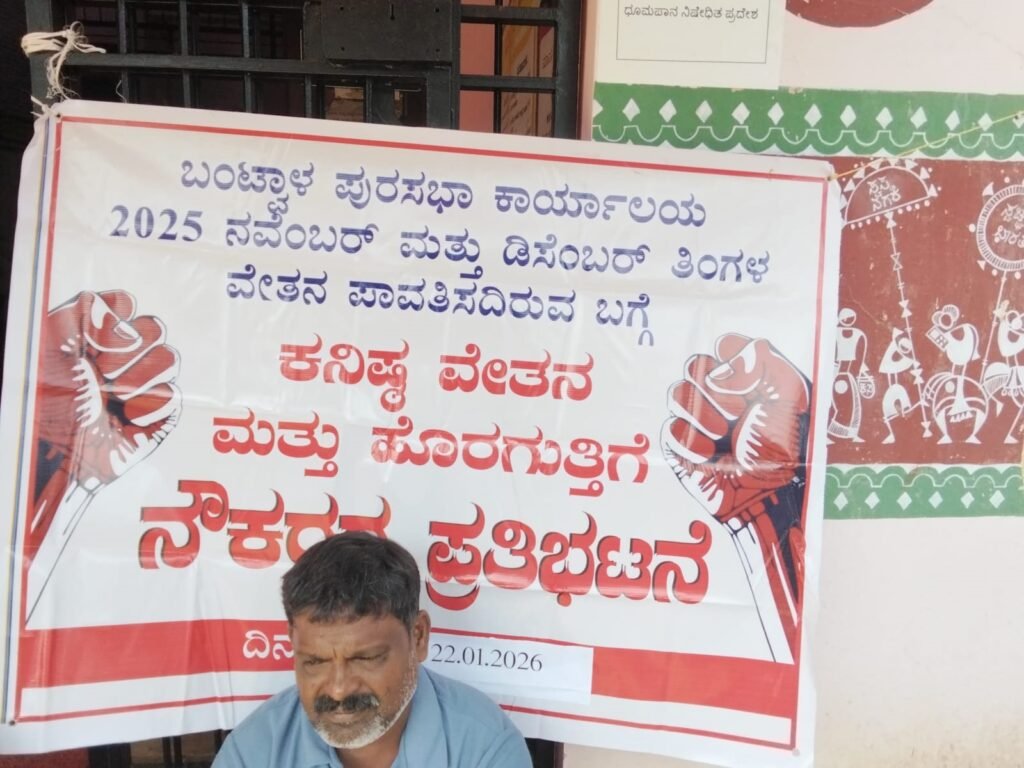 ಧೂಮಪಾನ ನಿಷೇಧಿತ ಪ್ರದೇಶ
ಬಂಟ್ವಾಳ ಪುರಸಭಾ ಕಾರ್ಯಾಲಯ
2025 ನವೆಂಬರ್ ಮತ್ತು ಡಿಸೆಂಬರ್ ತಿಂಗಳ
ವೇತನ ಪಾವತಿಸದಿರುವ ಬಗ್ಗೆ
ಕನಿಷ್ಠ ವೇತನ
ಮತ್ತು ಹೊರಗುತ್ತಿಗೆ
ನೌಕರರ ಪ್ರತಿಭಟನೆ
22.01.2026